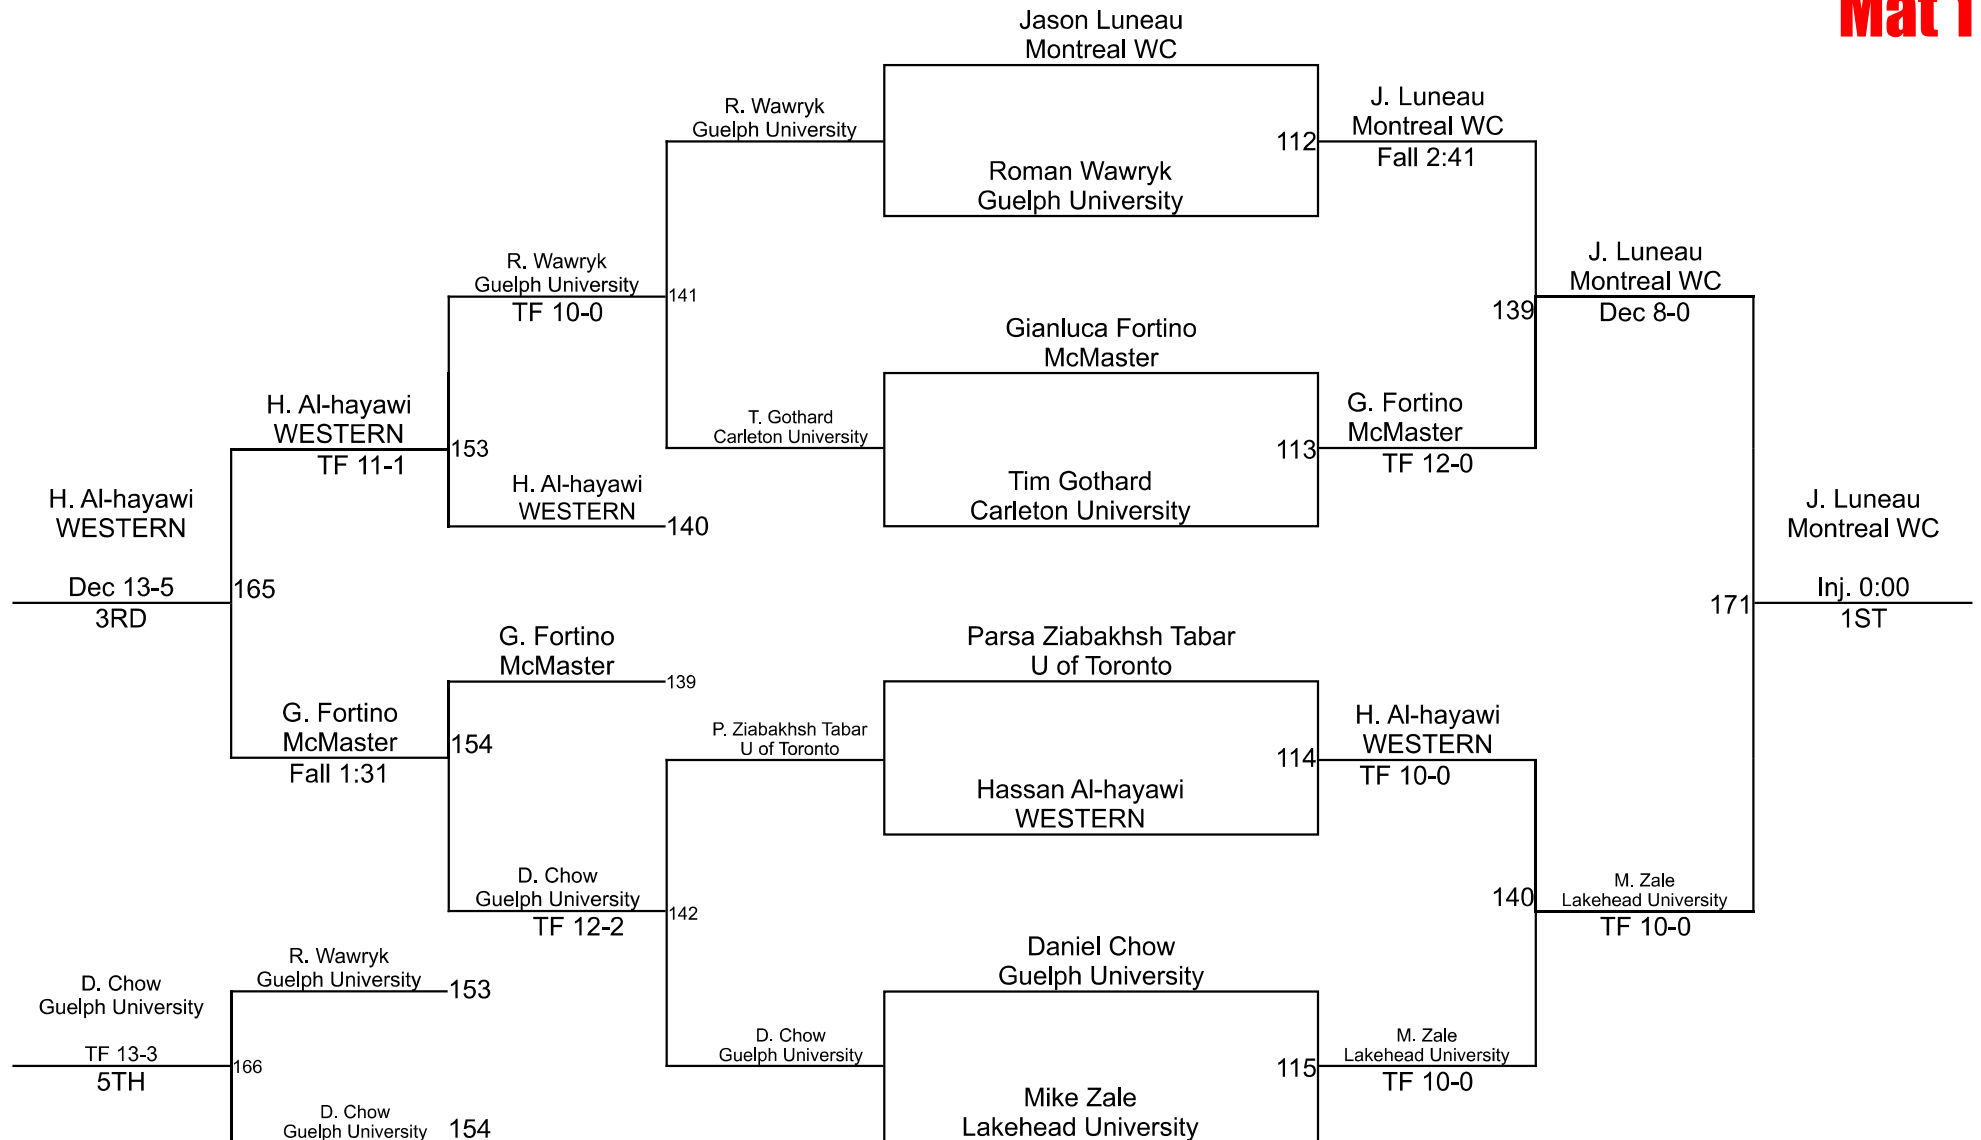 Mat 1
Jason Luneau
Montreal WC
R. Wawryk
Guelph University
J. Luneau
Montreal WC
112
Fall 2:41
Roman Wawryk
Guelph University
R. Wawryk
Guelph University
141
TF 10-0
J. Luneau
Montreal WC
139
Dec 8-0
Gianluca Fortino
McMaster
H. Al-hayawi
WESTERN
153
TF 11-1
T. Gothard
Carleton University
G. Fortino
McMaster
113
TF 12-0
H. Al-hayawi
WESTERN
140
Tim Gothard
Carleton University
H. Al-hayawi
WESTERN
Dec 13-5
165
3RD
J. Luneau
Montreal WC
Inj. 0:00
171
1ST
G. Fortino
McMaster
139
Parsa Ziabakhsh Tabar
U of Toronto
G. Fortino
McMaster
154
Fall 1:31
P. Ziabakhsh Tabar
U of Toronto
H. Al-hayawi
WESTERN
114
TF 10-0
Hassan Al-hayawi
WESTERN
D. Chow
Guelph University
142
TF 12-2
140
M. Zale
Lakehead University
TF 10-0
Daniel Chow
Guelph University
R. Wawryk
Guelph University
153
D. Chow
Guelph University
TF 13-3
166
5TH
D. Chow
Guelph University
M. Zale
Lakehead University
115
TF 10-0
D. Chow
Guelph University
154
Mike Zale
Lakehead University